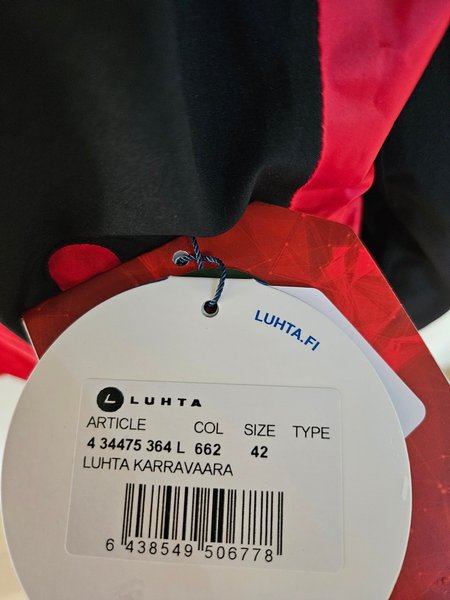 LUHTA.FI
LUHTA
ARTICLE COL SIZE TYPE
4 34475 364 L 662 42
LUHTA KARRAVAARA
6 438549 506778